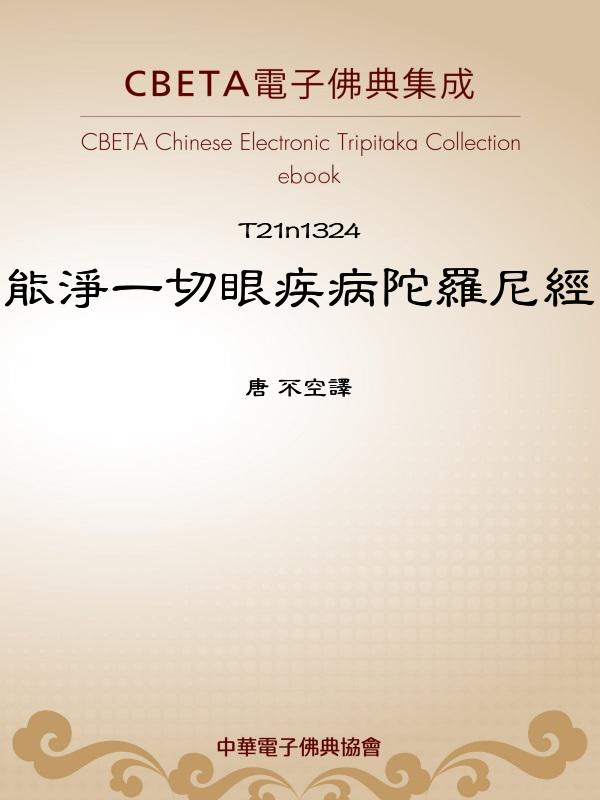 CBETA電子佛典集成
CBETA Chinese Electronic Tripitaka Collection
ebook
T21n1324
能淨一切眼疾病陀羅尼經
唐 不空譯
中華電子佛典協會